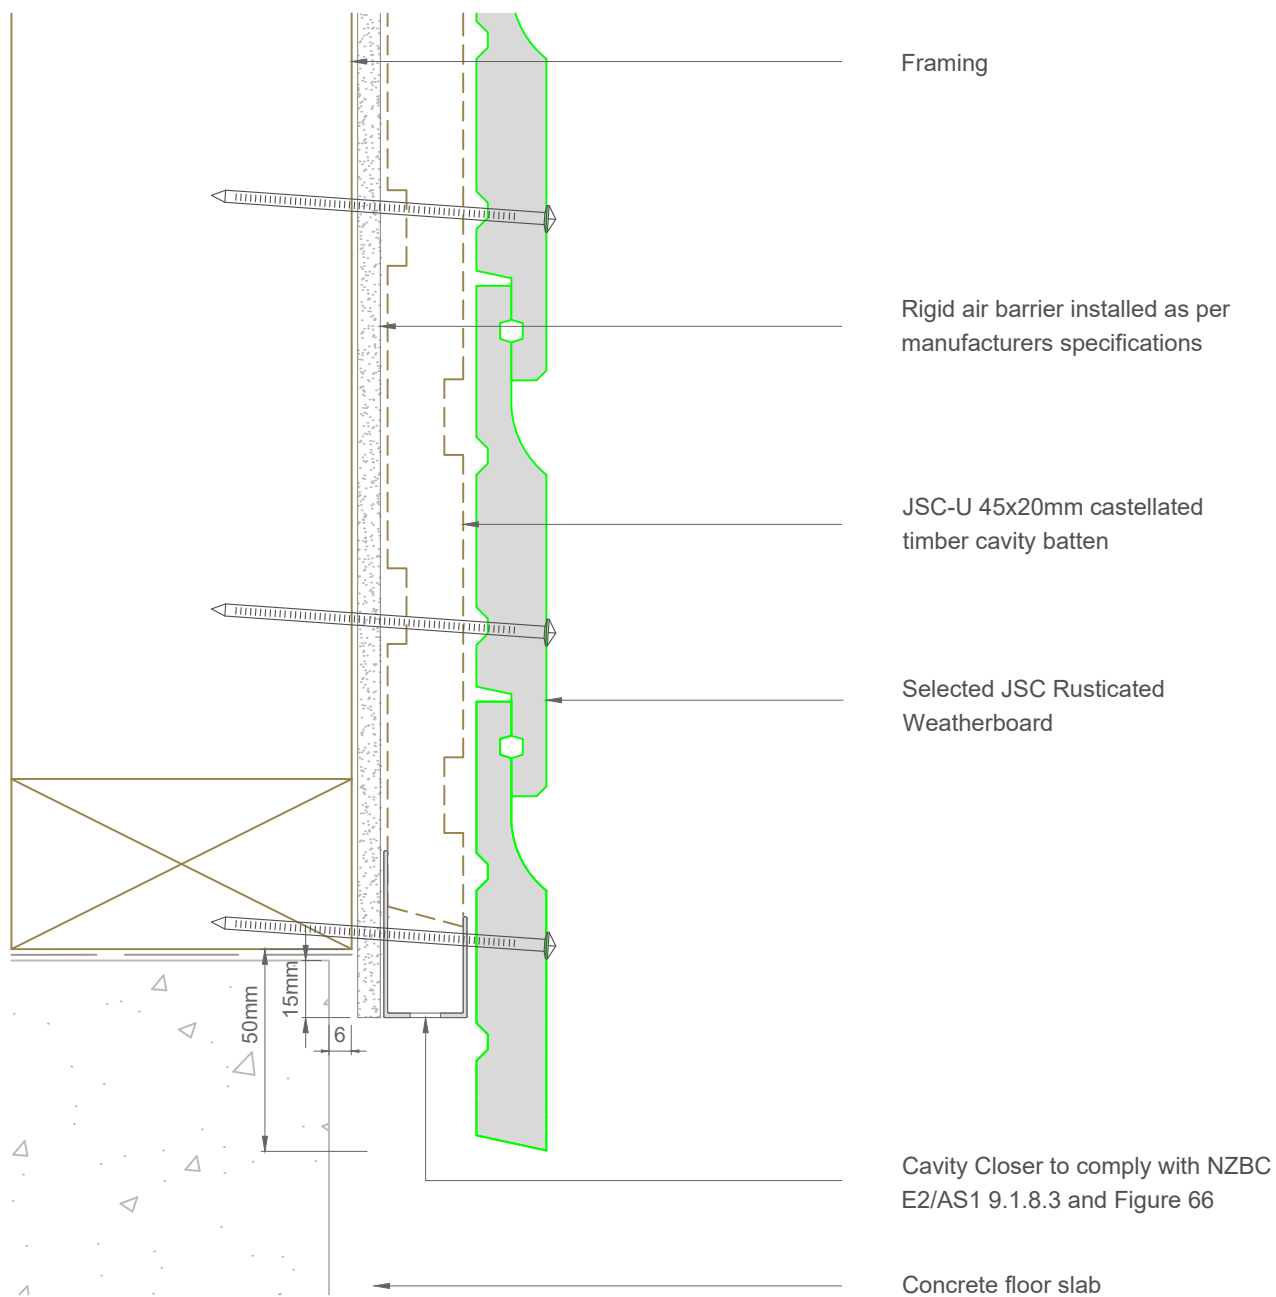 Framing
Rigid air barrier installed as per
manufacturers specifications
JSC-U 45x20mm castellated
timber cavity batten
Selected JSC Rusticated
Weatherboard
50mm
15mm
6
Cavity Closer to comply with NZBC
E2/AS1 9.1.8.3 and Figure 66
Concrete floor slab